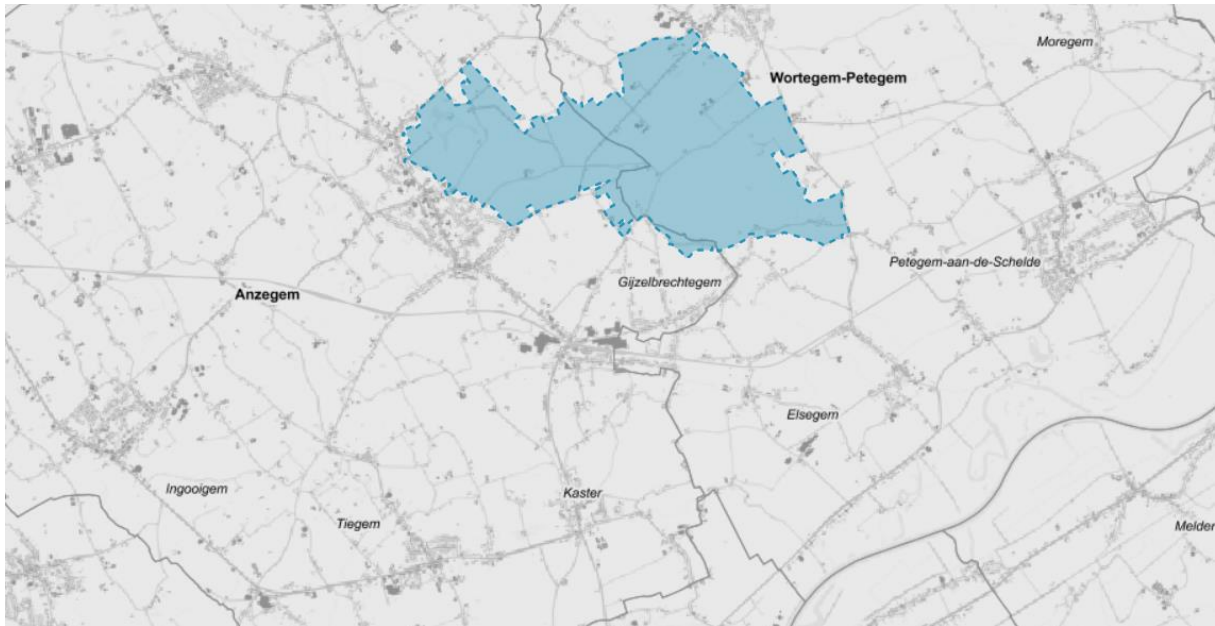 Moregem
Wortegem-Petegem
Petegem-aan-de-Schelde
Gijzelbrechtegem
Anzegem
Elsegem
Ingooigem
Kaster
Tiegem
Melden